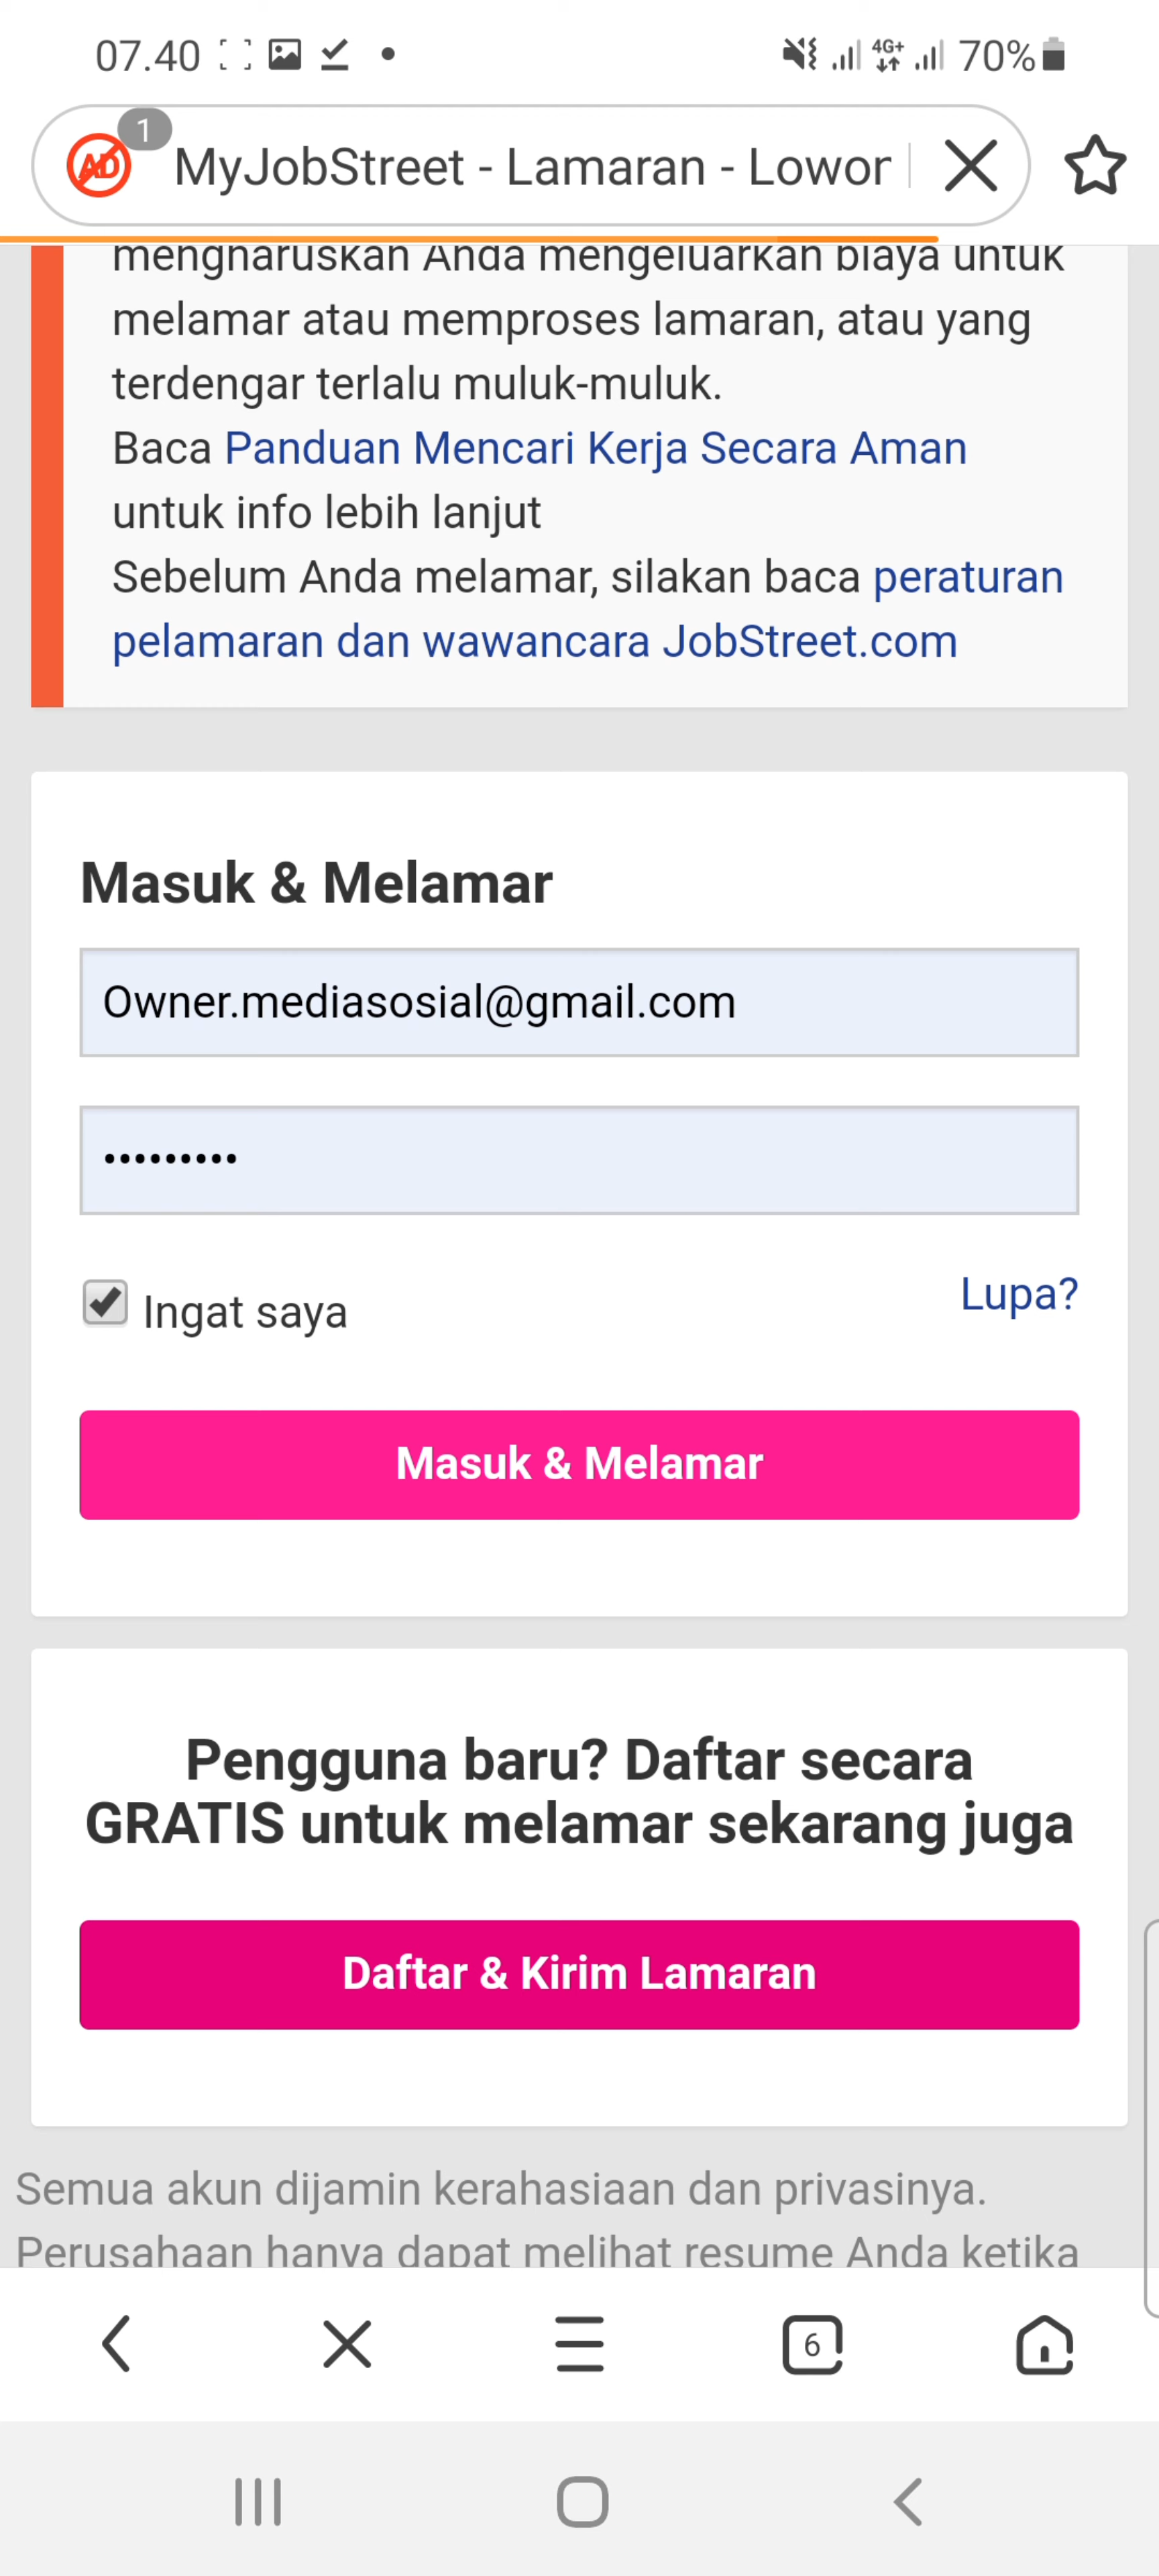 07.40
4G+
70%
AD
1
MyJobStreet - Lamaran - Lowor
mengharuskan Anda mengeluarkan biaya untuk
melamar atau memproses lamaran, atau yang
terdengar terlalu muluk-muluk.
Baca Panduan Mencari Kerja Secara Aman
untuk info lebih lanjut
Sebelum Anda melamar, silakan baca peraturan
pelamaran dan wawancara JobStreet.com
Masuk & Melamar
Owner.mediasosial@gmail.com
•••••••••
Ingat saya
Lupa?
Masuk & Melamar
Pengguna baru? Daftar secara
GRATIS untuk melamar sekarang juga
Daftar & Kirim Lamaran
Semua akun dijamin kerahasiaan dan privasinya.
Perusahaan hanya dapat melihat resume Anda ketika
6